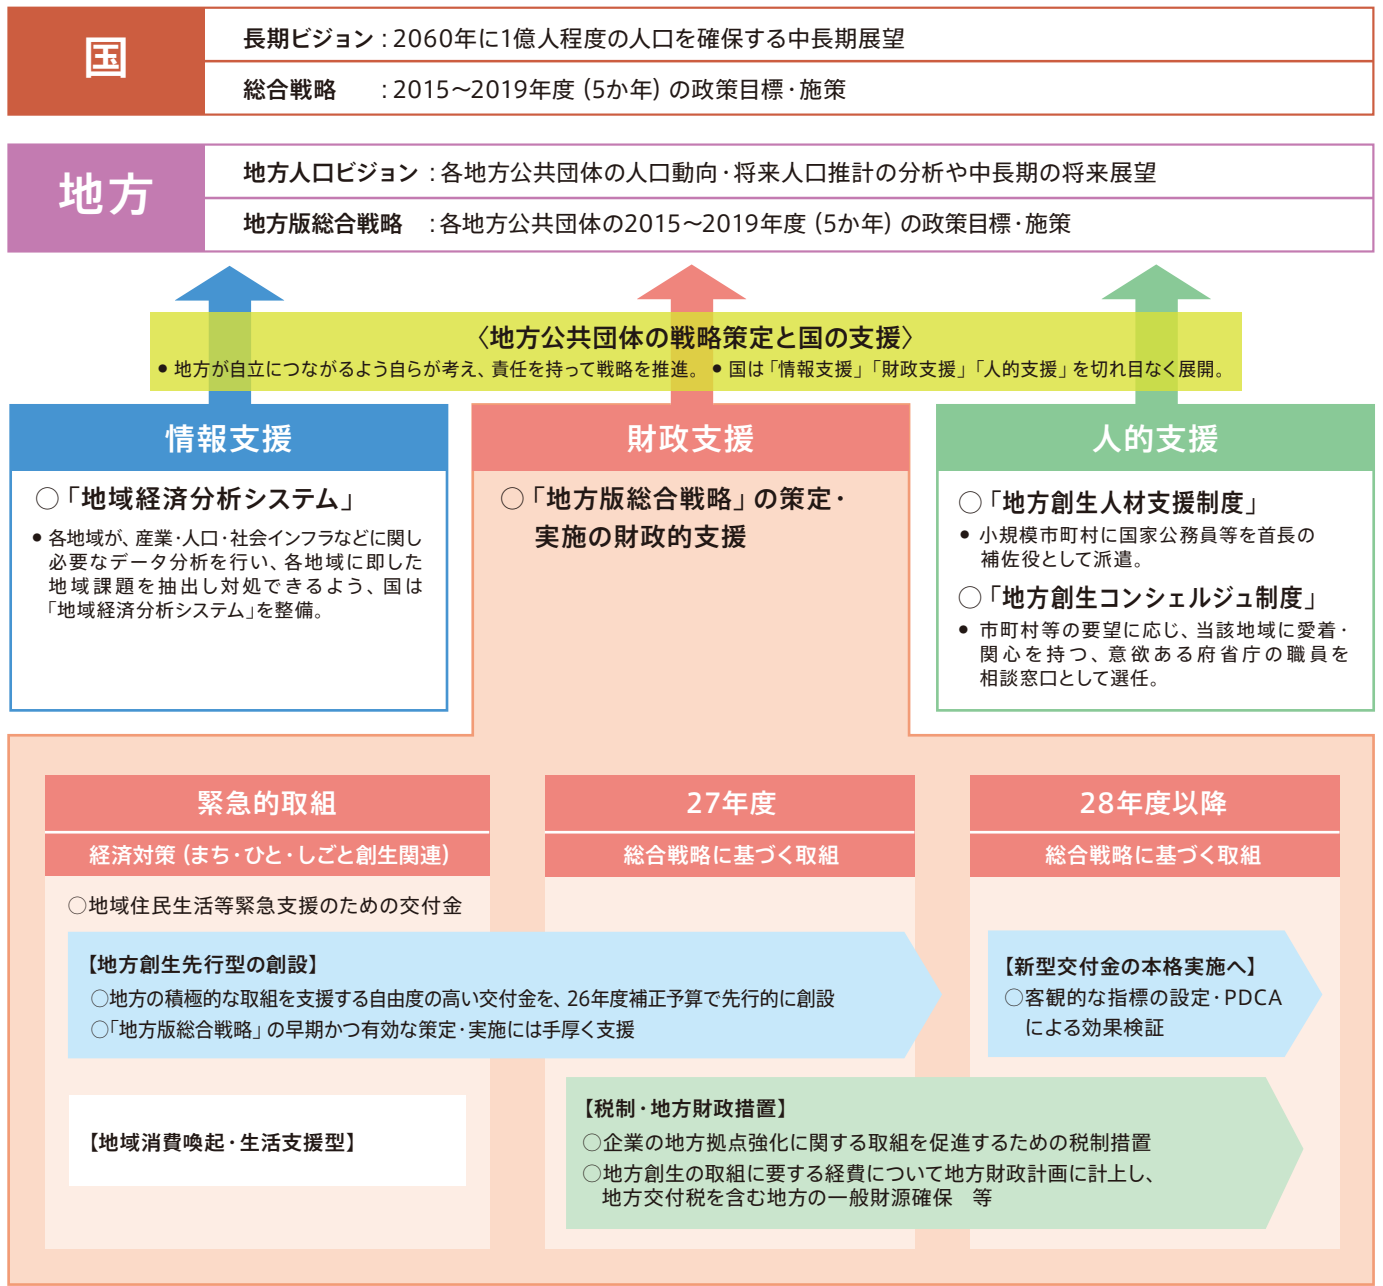 国
長期ビジョン：2060年に1億人程度の人口を確保する中長期展望
総合戦略　　：2015～2019年度（5か年）の政策目標・施策
地方
地方人口ビジョン：各地方公共団体の人口動向・将来人口推計の分析や中長期の将来展望
地方版総合戦略　：各地方公共団体の2015～2019年度（5か年）の政策目標・施策
〈地方公共団体の戦略策定と国の支援〉
●地方が自立につながるよう自らが考え、責任を持って戦略を推進。●国は「情報支援」「財政支援」「人的支援」を切れ目なく展開。
情報支援
○「地域経済分析システム」
●各地域が、産業・人口・社会インフラなどに関し
必要なデータ分析を行い、各地域に即した
地域課題を抽出し対処できるよう、国は
「地域経済分析システム」を整備。
財政支援
○「地方版総合戦略」の策定・
実施の財政的支援
人的支援
○「地方創生人材支援制度」
●小規模市町村に国家公務員等を首長の
補佐役として派遣。
○「地方創生コンシェルジュ制度」
●市町村等の要望に応じ、当該地域に愛着・
関心を持つ、意欲ある府省庁の職員を
相談窓口として選任。
緊急的取組
経済対策（まち・ひと・しごと創生関連）
○地域住民生活等緊急支援のための交付金
27年度
総合戦略に基づく取組
28年度以降
総合戦略に基づく取組
【地方創生先行型の創設】
○地方の積極的な取組を支援する自由度の高い交付金を、26年度補正予算で先行的に創設
○「地方版総合戦略」の早期かつ有効な策定・実施には手厚く支援
【新型交付金の本格実施へ】
○客観的な指標の設定・PDCA
による効果検証
【地域消費喚起・生活支援型】
【税制・地方財政措置】
○企業の地方拠点強化に関する取組を促進するための税制措置
○地方創生の取組に要する経費について地方財政計画に計上し、
地方交付税を含む地方の一般財源確保　等